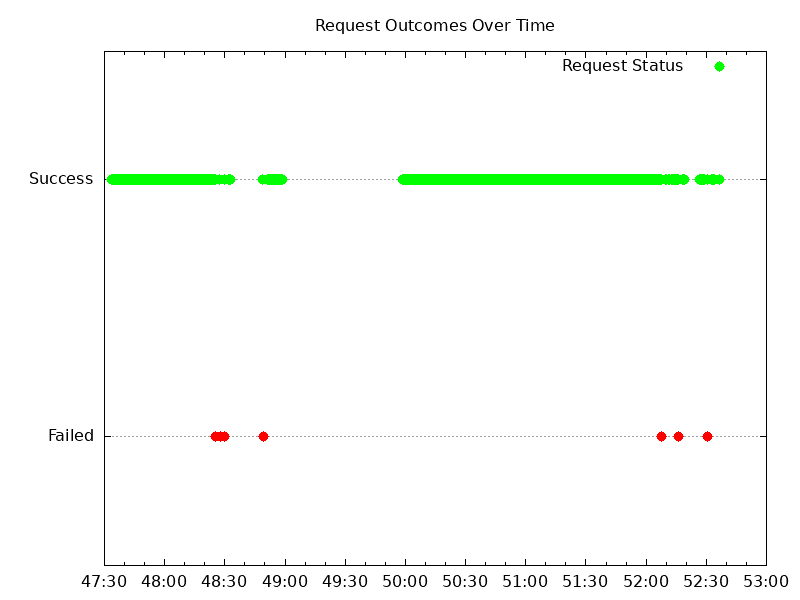 Request Outcomes Over Time
Request Status
Success
Failed
47:30 48:00 48:30 49:00 49:30 50:00 50:30 51:00 51:30 52:00 52:30 53:00